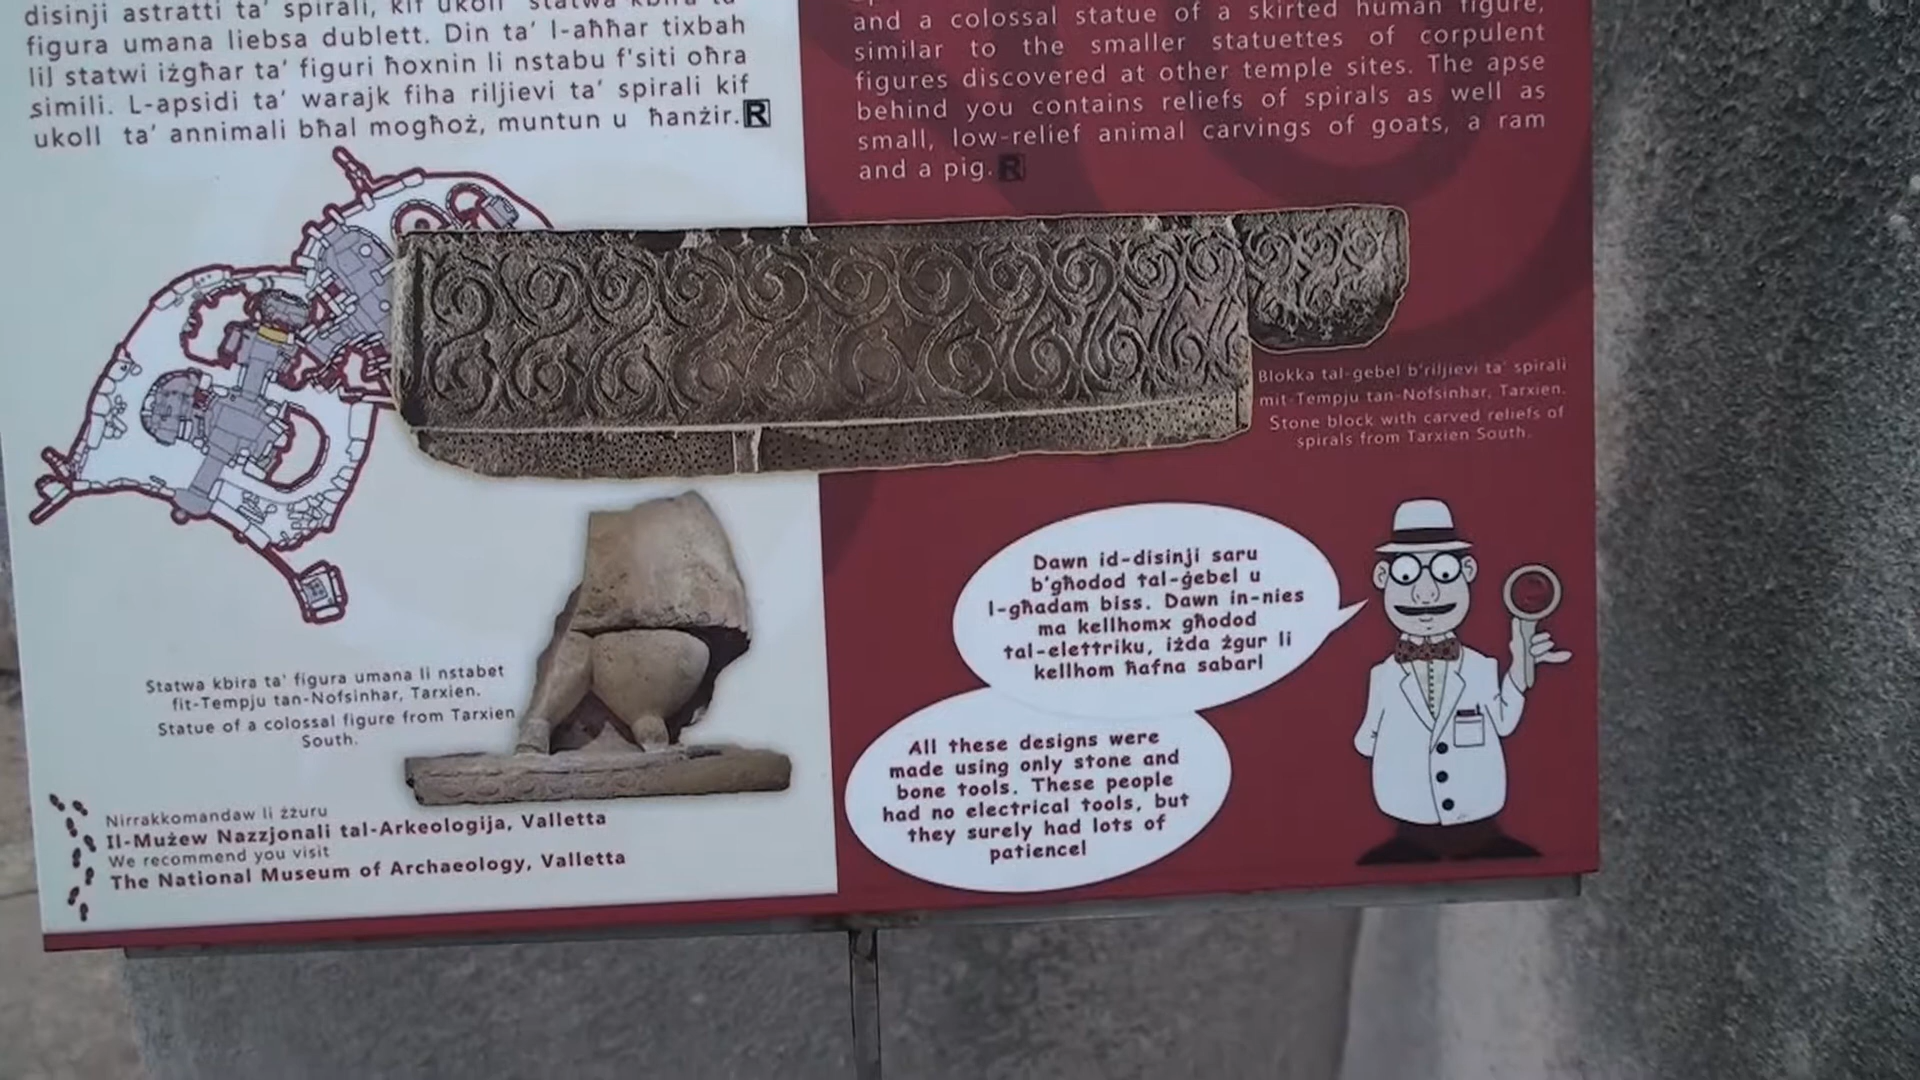 disinji astratti ta' spirali, kif ukoll statwa kbira ta'
figura umana liebsa dublett. Din ta' l-aħħar tixbah
lil statwi iżgħar ta' figuri ħoxnin li nstabu f'siti oħra
simili. L-apsidi ta' warajk fiha riljievi ta' spirali kif
ukoll ta' annimali bħal mogħoż, muntun u ħanżir. R
and a colossal statue of a skirted human figure,
similar to the smaller statuettes of corpulent
figures discovered at other temple sites. The apse
behind you contains reliefs of spirals as well as
small, low-relief animal carvings of goats, a ram
and a pig. R
Blokka tal-ġebel b'riljievi ta' spirali
mit-Tempju tan-Nofsinhar, Tarxien.
Stone block with carved reliefs of
spirals from Tarxien South.
Statwa kbira ta' figura umana li nstabet
fit-Tempju tan-Nofsinhar, Tarxien.
Statue of a colossal figure from Tarxien
South.
Dawn id-disinji saru
b'għodod tal-ġebel u
l-għadam biss. Dawn in-nies
ma kellhomx għodod
tal-elettriku, iżda żgur li
kellhom ħafna sabar!
All these designs were
made using only stone and
bone tools. These people
had no electrical tools, but
they surely had lots of
patience!
Nirrakkomandaw li żżuru
Il-Mużew Nazzjonali tal-Arkeoloġija, Valletta
We recommend you visit
The National Museum of Archaeology, Valletta